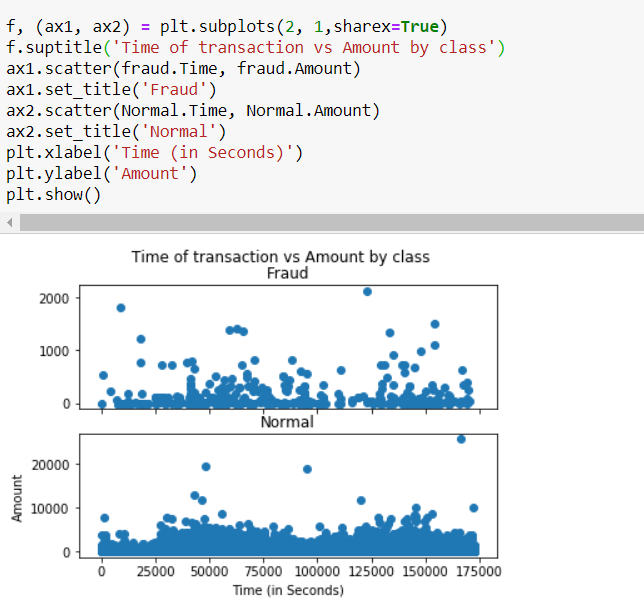 f, (ax1, ax2) = plt.subplots(2, 1,sharex=True)
f.suptitle('Time of transaction vs Amount by class')
ax1.scatter(fraud.Time, fraud.Amount)
ax1.set_title('Fraud')
ax2.scatter(Normal.Time, Normal.Amount)
ax2.set_title('Normal')
plt.xlabel('Time (in Seconds)')
plt.ylabel('Amount')
plt.show()
Time of transaction vs Amount by class
Fraud
2000
1000
0
Normal
20000
10000
0
Amount
0 25000 50000 75000 100000 125000 150000 175000
Time (in Seconds)